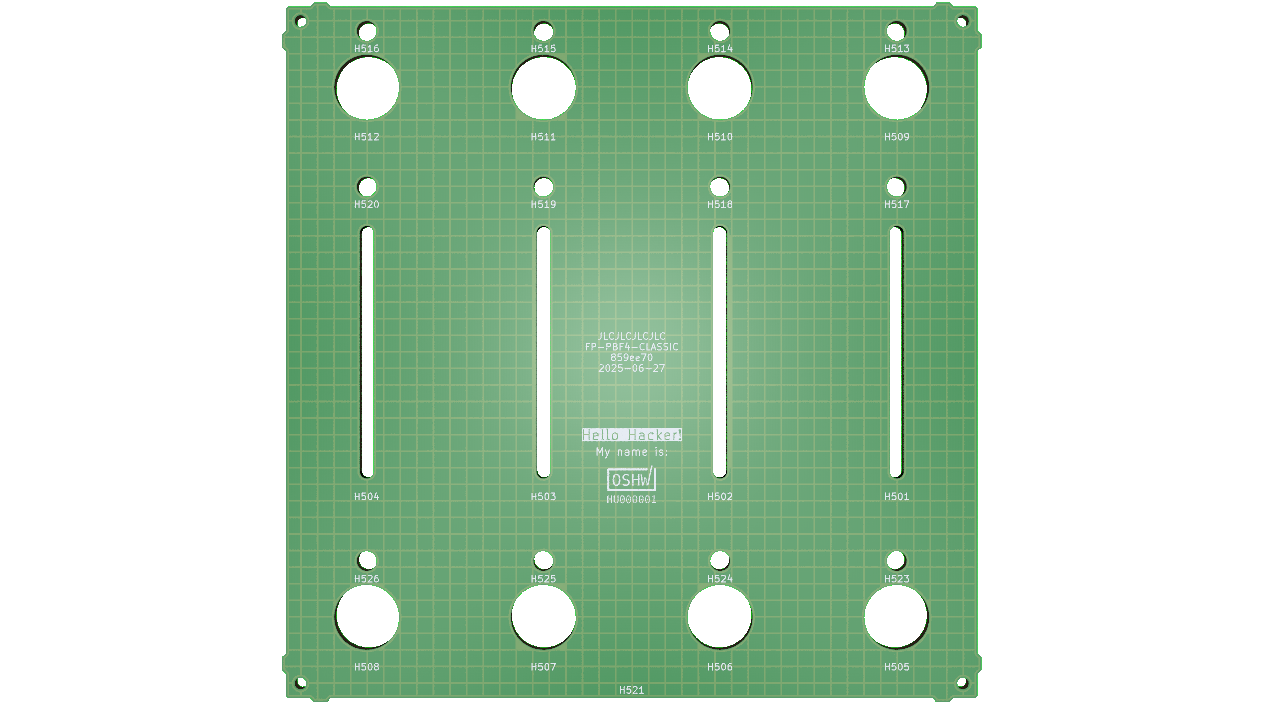 H516 H515 H514 H513
H512 H511 H510 H509
H520 H519 H518 H517
JLCJLCJLCJLC
FP-PBF4-CLASSIC
859ee70
2025-06-27
Hello Hacker!
My name is:
OSHW
HU000001
H504 H503 H502 H501
H526 H525 H524 H523
H508 H507 H506 H505
H521